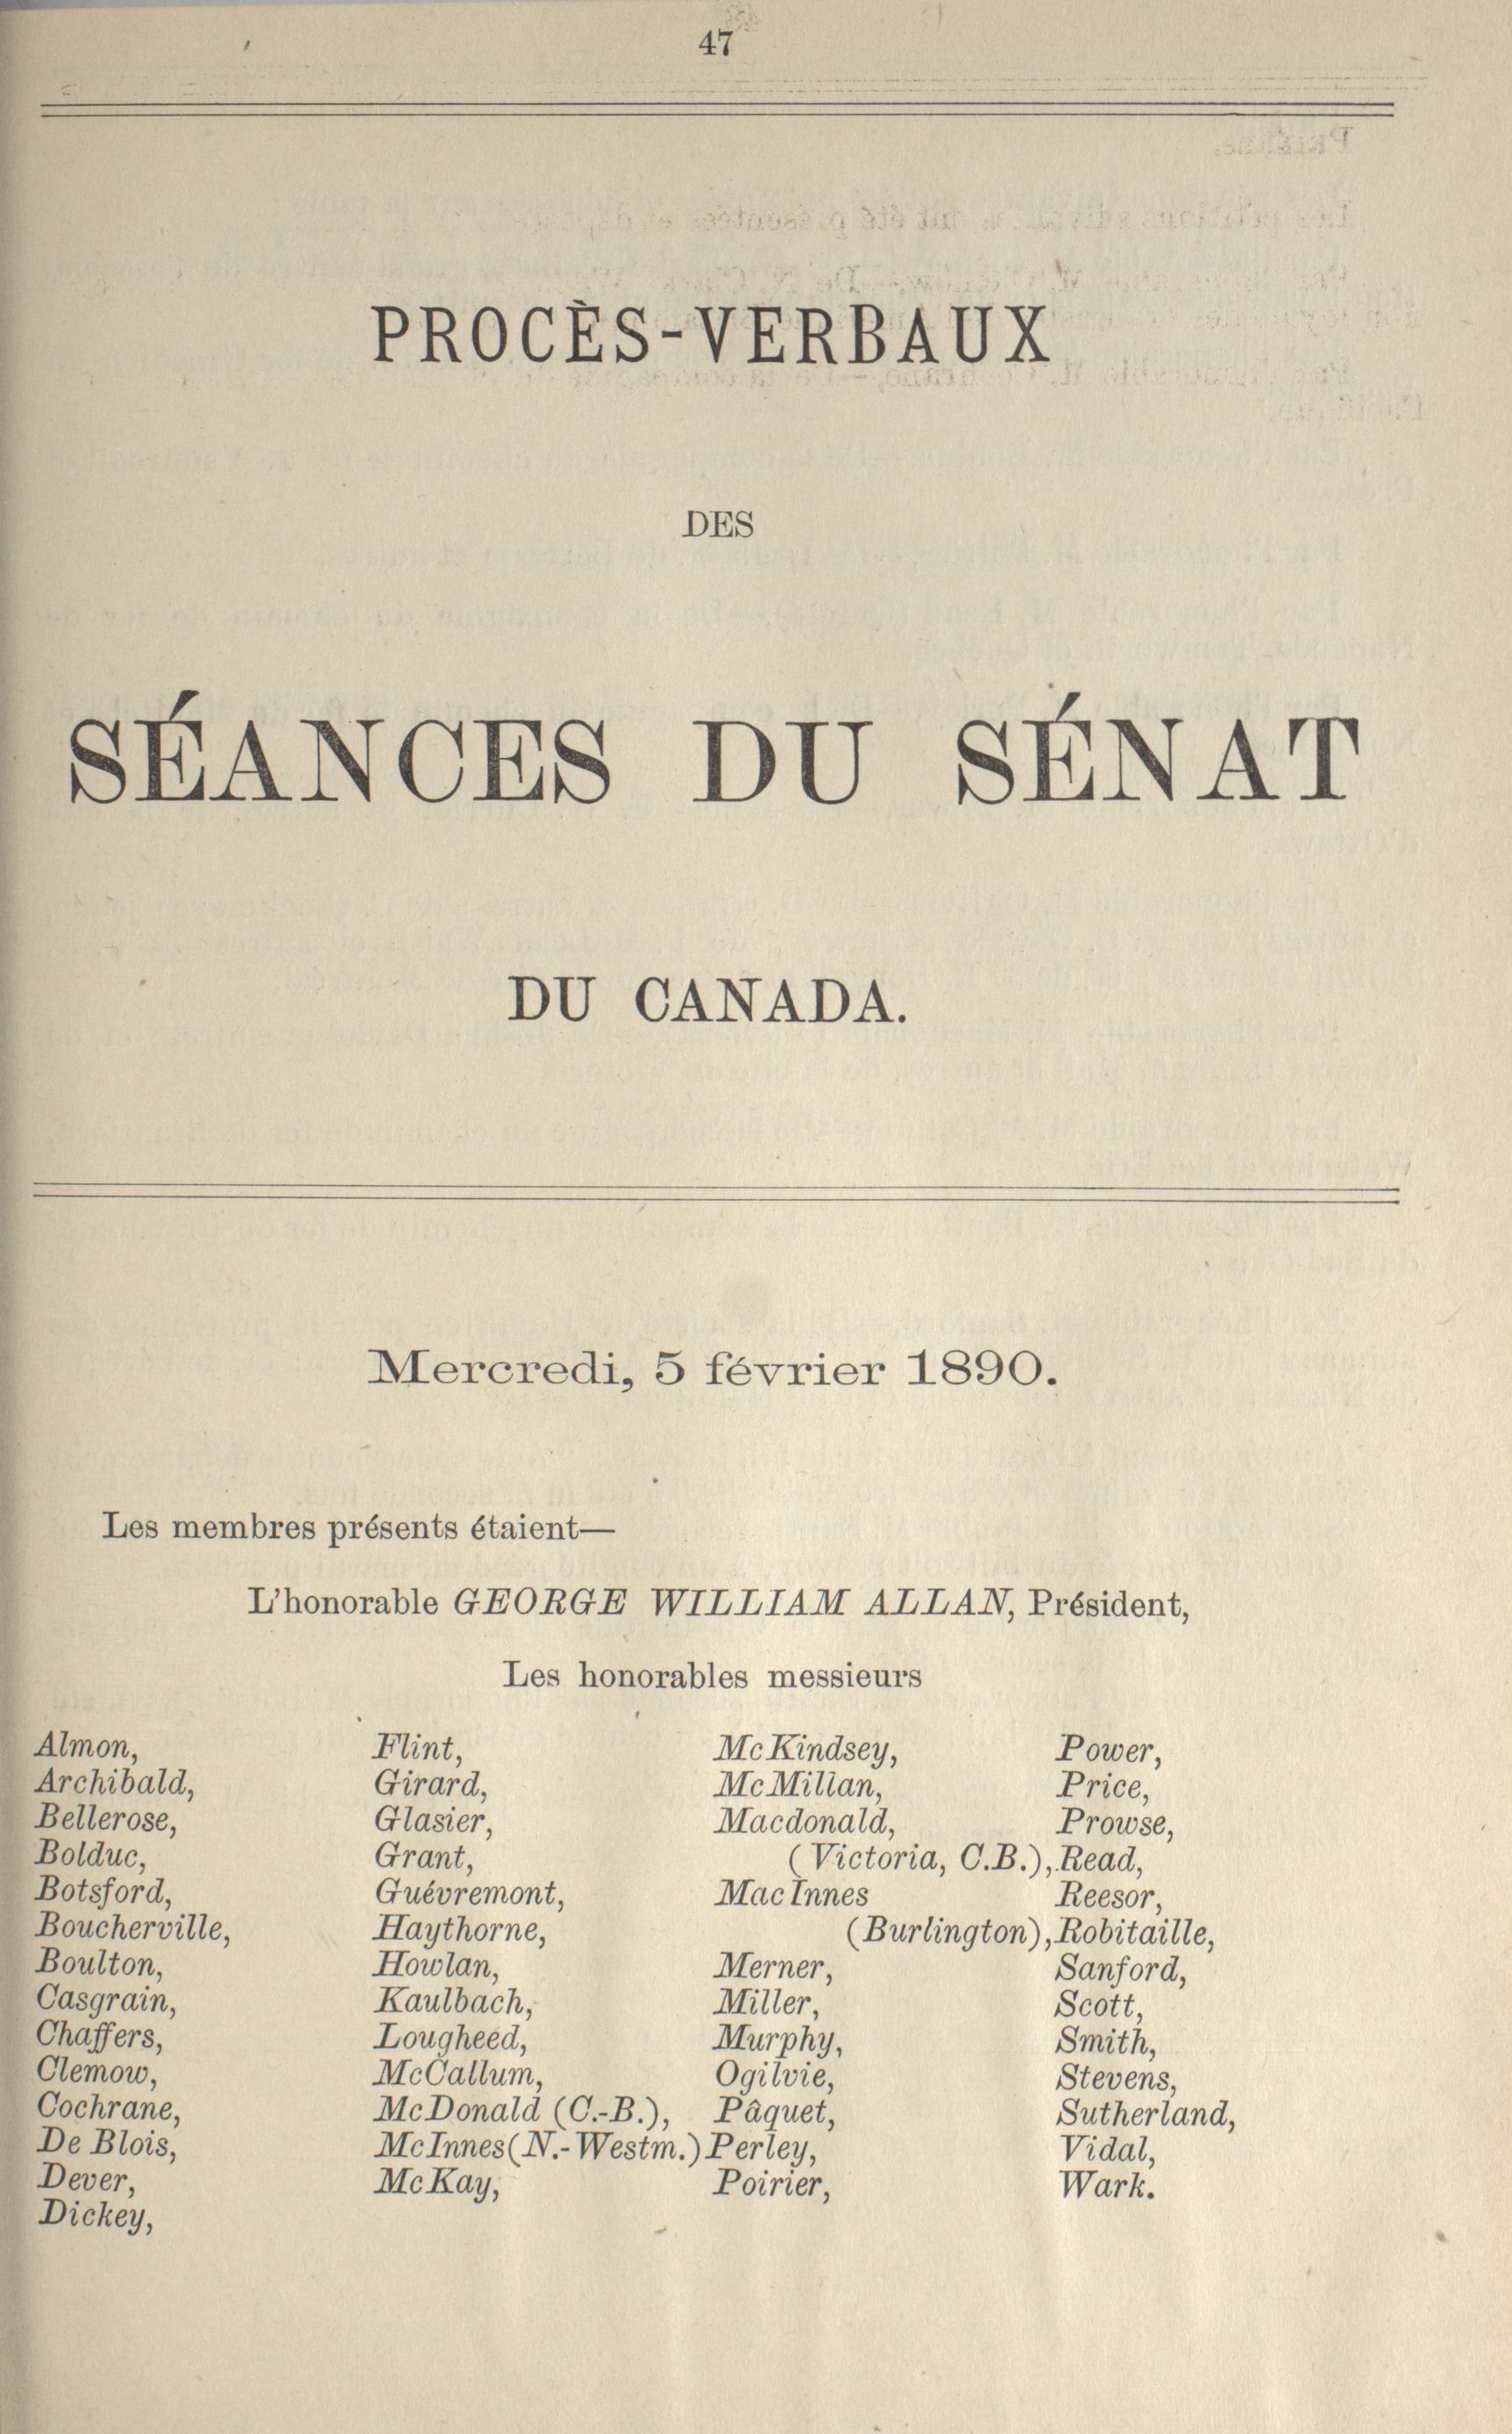 47
PROCÈS-VERBAUX
DES
SÉANCES DU SÉNAT
DU CANADA.
Mercredi, 5 février 1890.
Les membres présents étaient—
L'honorable GEORGE WILLIAM ALLAN, Président,
Les honorables messieurs
Almon,
Archibald,
Bellerose,
Bolduc,
Botsford,
Boucherville,
Boulton,
Casgrain,
Chaffers,
Clemow,
Cochrane,
De Blois,
Dever,
Dickey,
Flint,
Girard,
Glasier,
Grant,
Guévremont,
Haythorne,
Howlan,
Kaulbach,
Lougheed,
McCallum,
McDonald (C.-B.),
McInnes(N.-Westm.)
McKay,
McKindsey,
McMillan,
Macdonald,
(Victoria, C.B.),
MacInnes
(Burlington),
Merner,
Miller,
Murphy,
Ogilvie,
Pâquet,
Perley,
Poirier,
Power,
Price,
Prowse,
Read,
Reesor,
Robitaille,
Sanford,
Scott,
Smith,
Stevens,
Sutherland,
Vidal,
Wark.